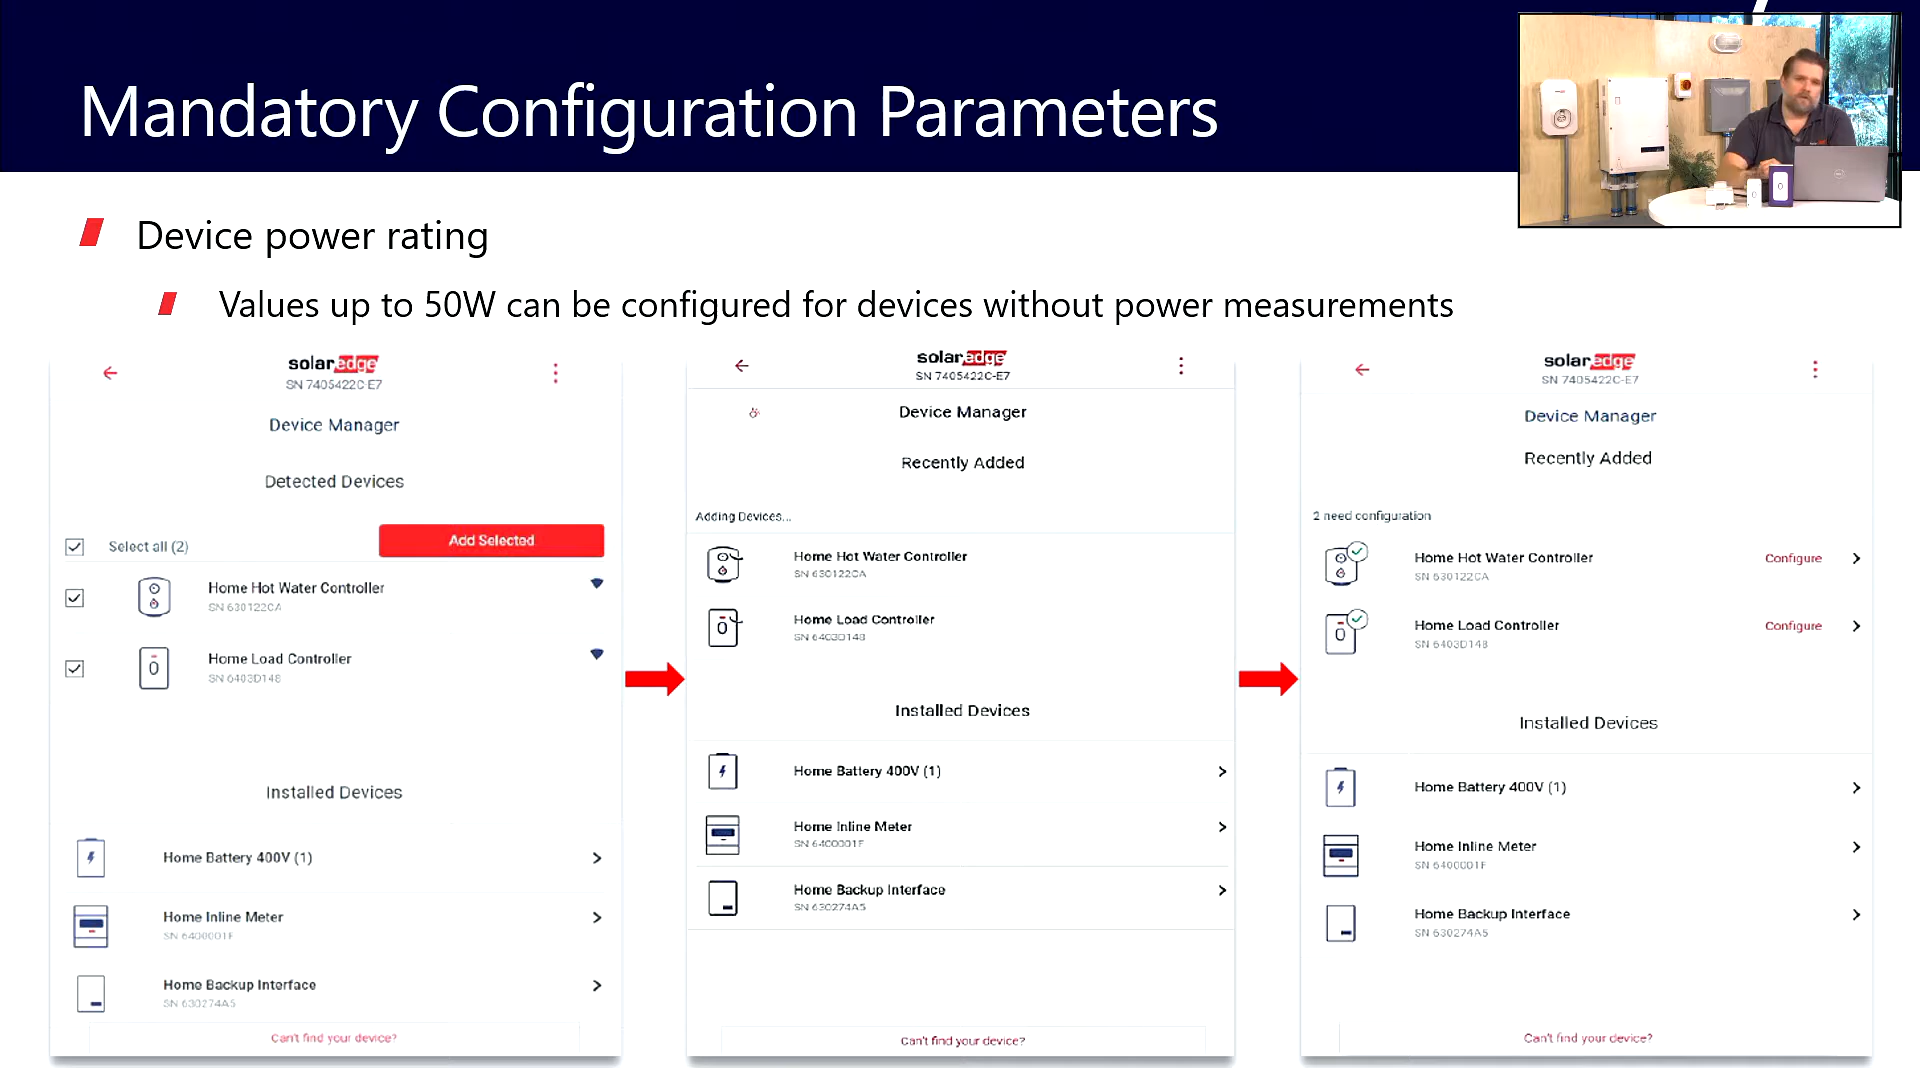 Mandatory Configuration Parameters
Device power rating
Values up to 50W can be configured for devices without power measurements
solaredge
SN 7405422C-E7
Device Manager
Detected Devices
Select all (2)
Add Selected
Home Hot Water Controller
SN 630122CA
Home Load Controller
SN 6403D148
Installed Devices
Home Battery 400V (1)
Home Inline Meter
SN 6400001F
Home Backup Interface
SN 630274A5
Can't find your device?
solaredge
SN 7405422C-E7
Device Manager
Recently Added
Adding Devices...
Home Hot Water Controller
SN 630122CA
Home Load Controller
SN 6403D148
Installed Devices
Home Battery 400V (1)
Home Inline Meter
SN 6400001F
Home Backup Interface
SN 630274A5
Can't find your device?
solaredge
SN 7405422C-E7
Device Manager
Recently Added
2 need configuration
Home Hot Water Controller
Configure
SN 630122CA
Home Load Controller
Configure
SN 6403D148
Installed Devices
Home Battery 400V (1)
Home Inline Meter
SN 6400001F
Home Backup Interface
SN 630274A5
Can't find your device?